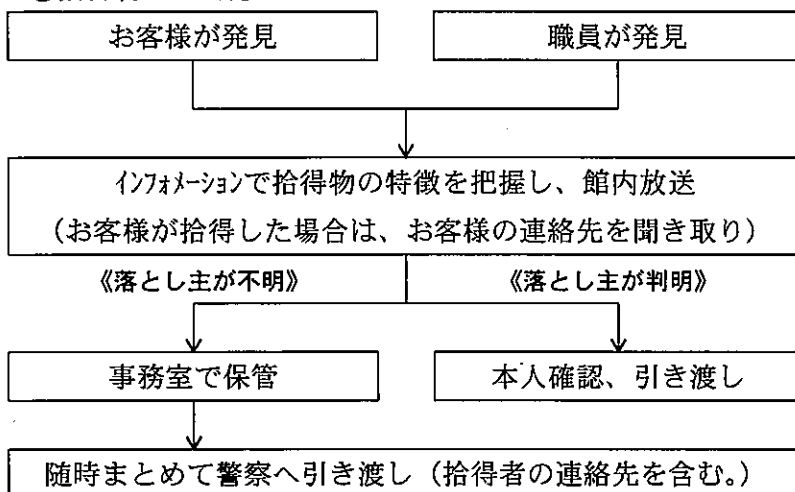 お客様が発見
職員が発見
インフォメーションで拾得物の特徴を把握し、館内放送
（お客様が拾得した場合は、お客様の連絡先を聞き取り）
《落とし主が不明》
《落とし主が判明》
事務室で保管
本人確認、引き渡し
随時まとめて警察へ引き渡し（拾得者の連絡先を含む。）